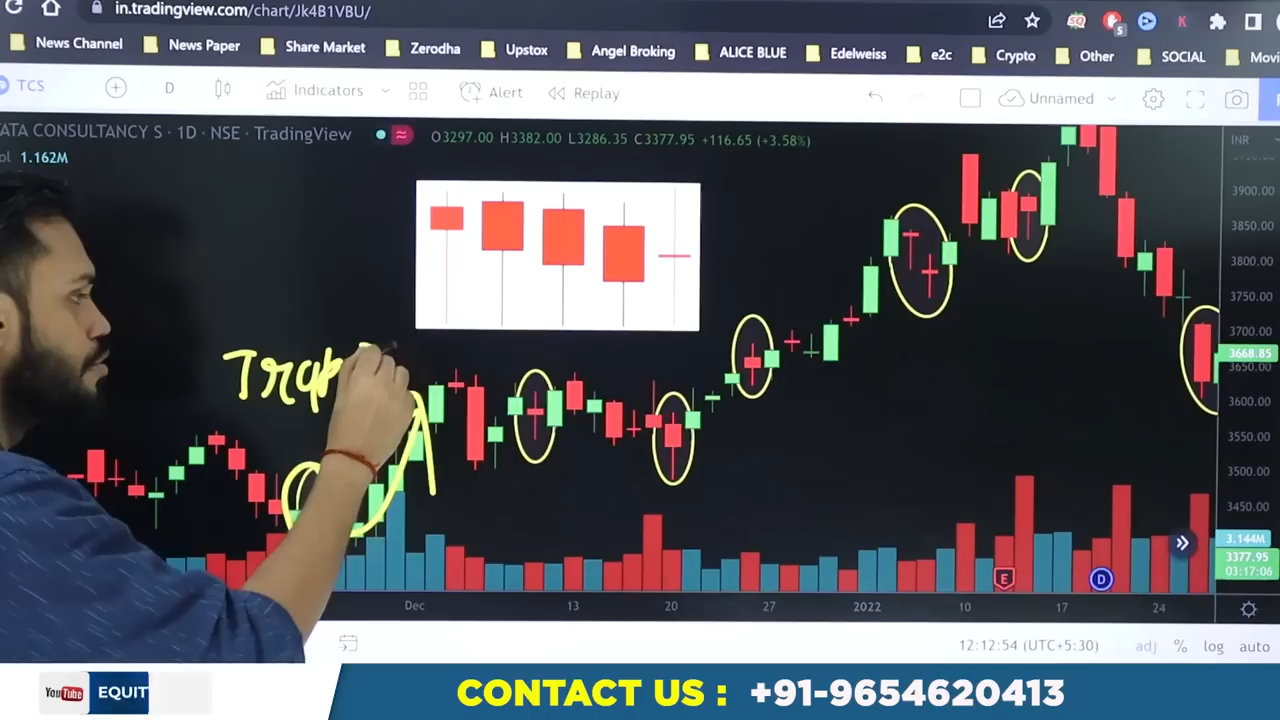 in.tradingview.com/chart/Jk4B1VBU/
News Channel News Paper Share Market Zerodha Upstox Angel Broking ALICE BLUE Edelweiss e2c Crypto Other SOCIAL Movi
TCS D Indicators Alert Replay Unnamed
ATA CONSULTANCY S · 1D · NSE · TradingView O3297.00 H3382.00 L3286.35 C3377.95 +116.65 (+3.58%) INR
ol 1.162M
3900.00
3850.00
3800.00
3750.00
3700.00
3668.85
3650.00
Trap
3600.00
3550.00
3500.00
3450.00
3.144M
3377.95
03:17:06
E D
Dec 13 20 27 2022 10 17 24
12:12:54 (UTC+5:30) adj % log auto
YouTube EQUIT
CONTACT US : +91-9654620413